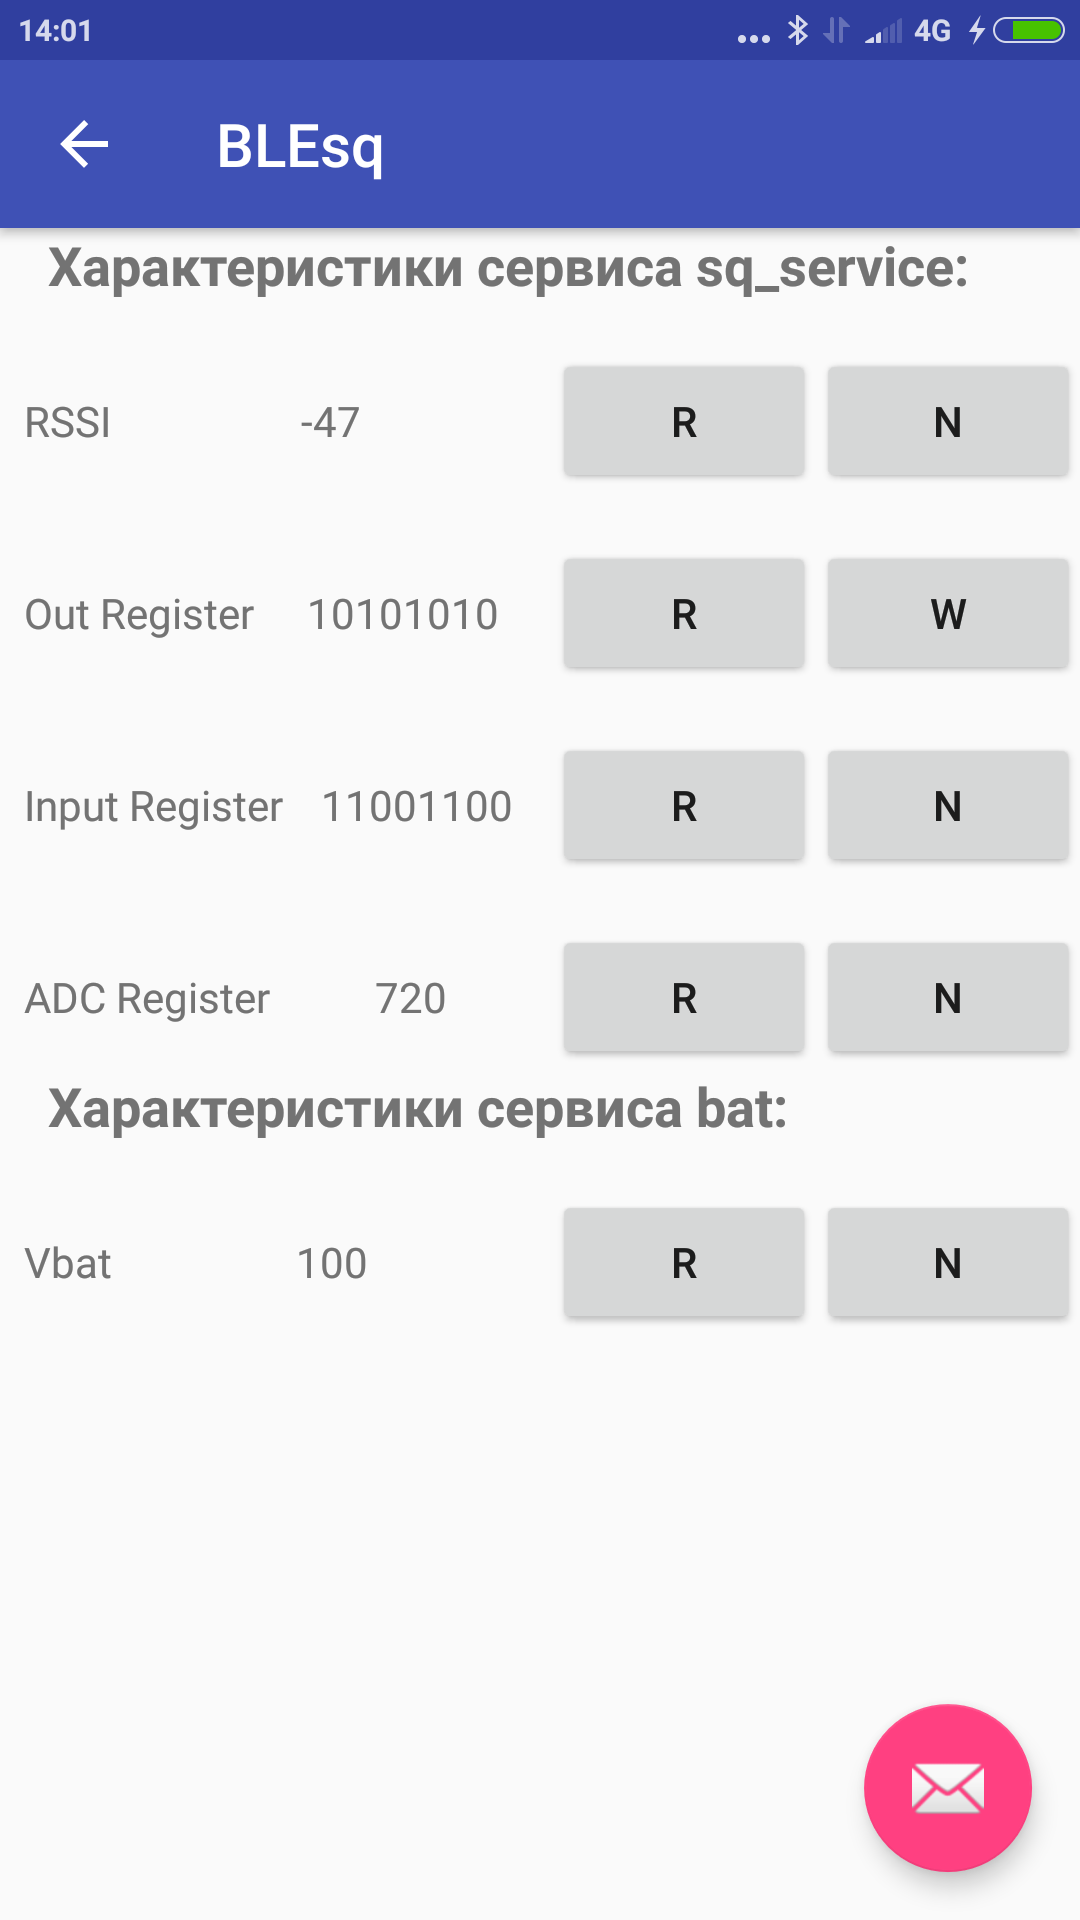 14:01 ... 4G
BLEsq
Характеристики сервиса sq_service:
RSSI -47 R N
Out Register 10101010 R W
Input Register 11001100 R N
ADC Register 720 R N
Характеристики сервиса bat:
Vbat 100 R N